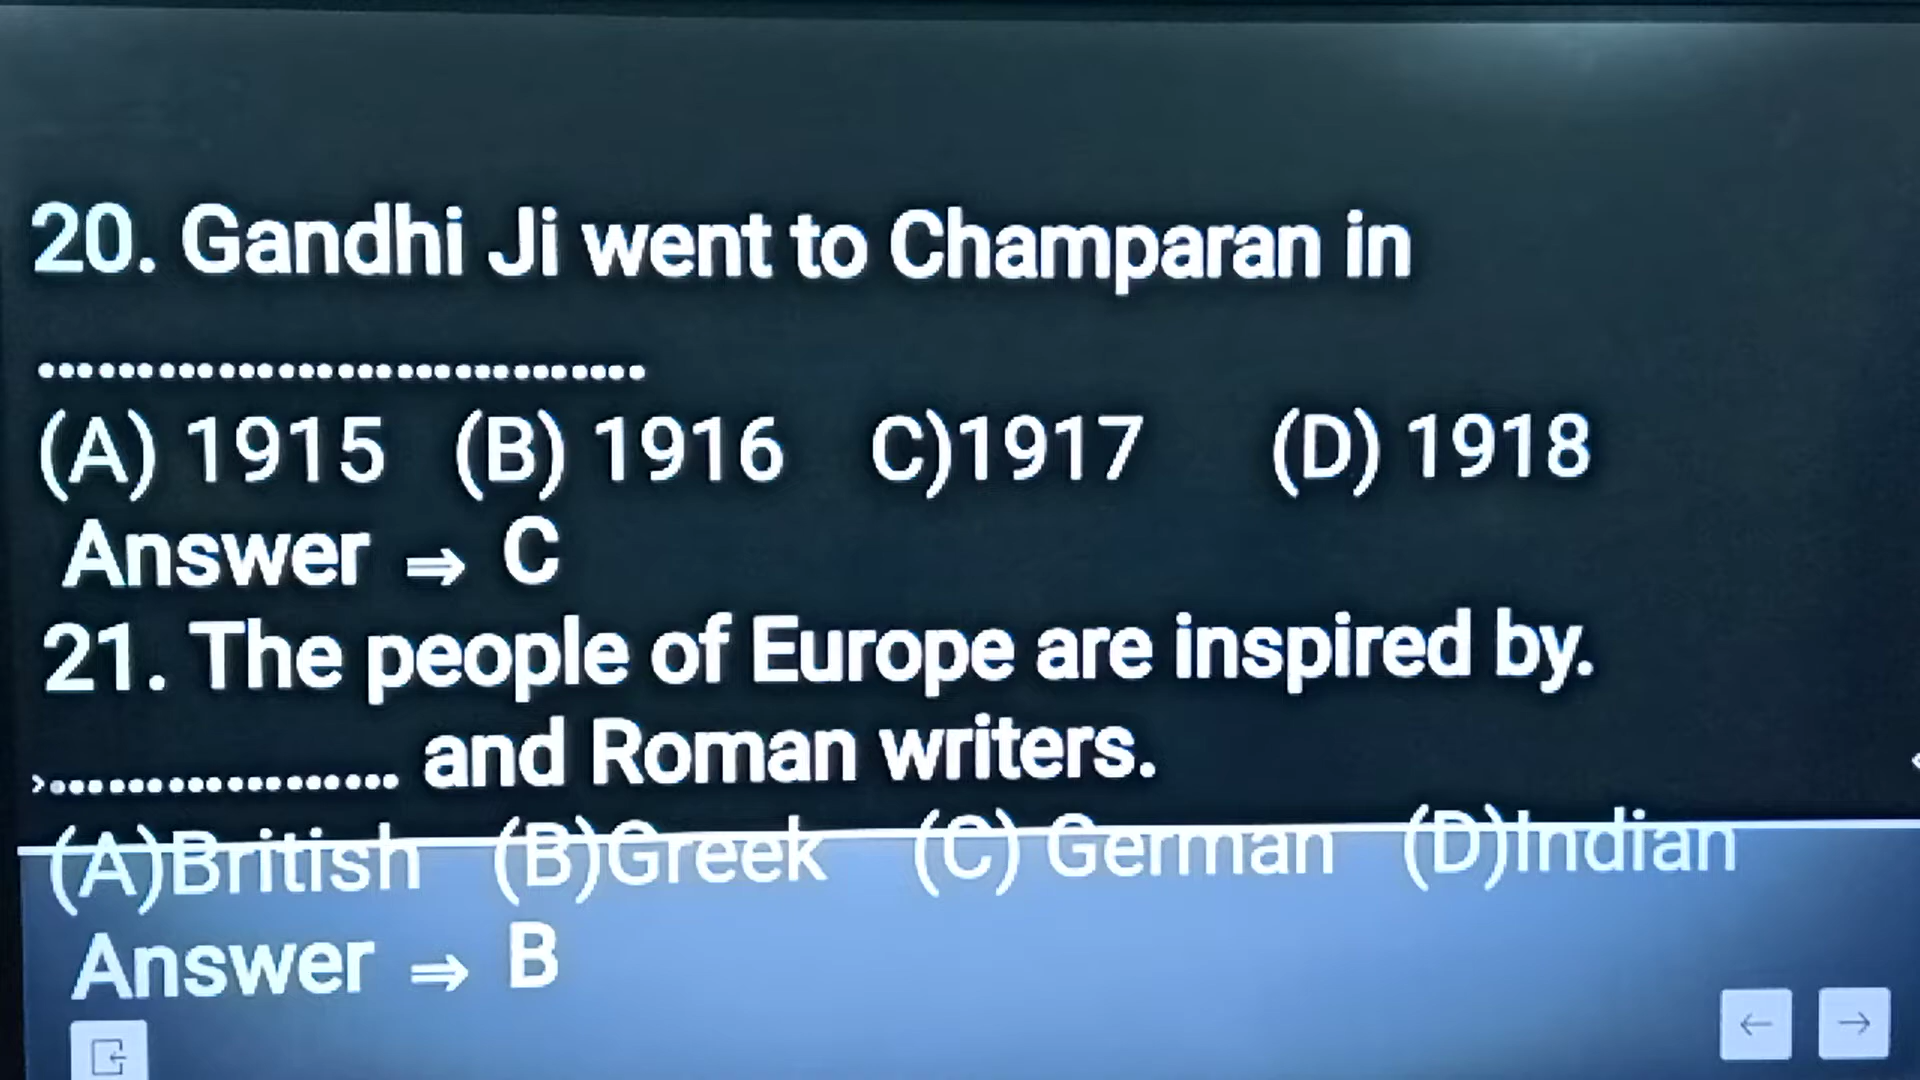 20. Gandhi Ji went to Champaran in
...............................
(A) 1915 (B) 1916 C)1917 (D) 1918
Answer ⇒ C
21. The people of Europe are inspired by.
>.................. and Roman writers.
(A)British (B)Greek (C) German (D)Indian
Answer ⇒ B